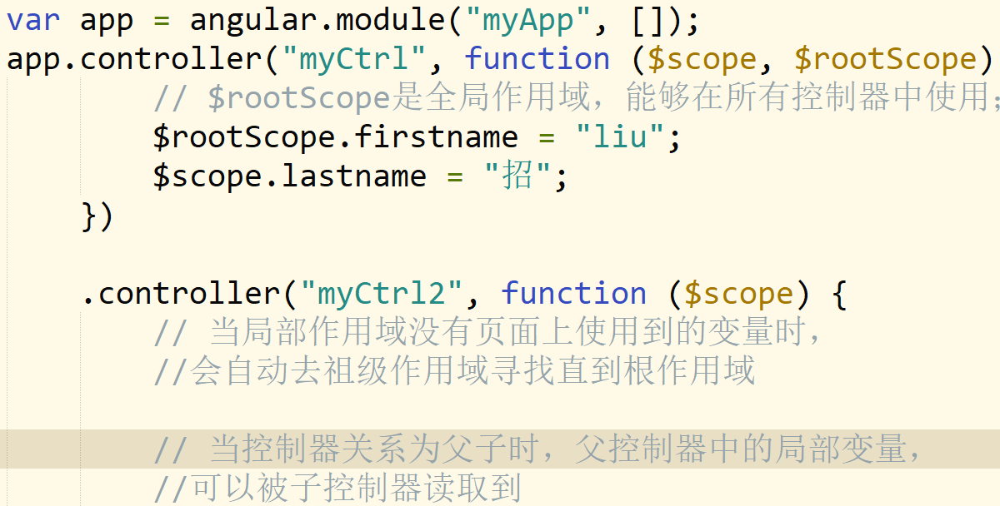 var app = angular.module("myApp", []);
app.controller("myCtrl", function ($scope, $rootScope)
// $rootScope是全局作用域，能够在所有控制器中使用;
$rootScope.firstname = "liu";
$scope.lastname = "招";
})
.controller("myCtrl2", function ($scope) {
// 当局部作用域没有页面上使用到的变量时，
//会自动去祖级作用域寻找直到根作用域
// 当控制器关系为父子时，父控制器中的局部变量，
//可以被子控制器读取到